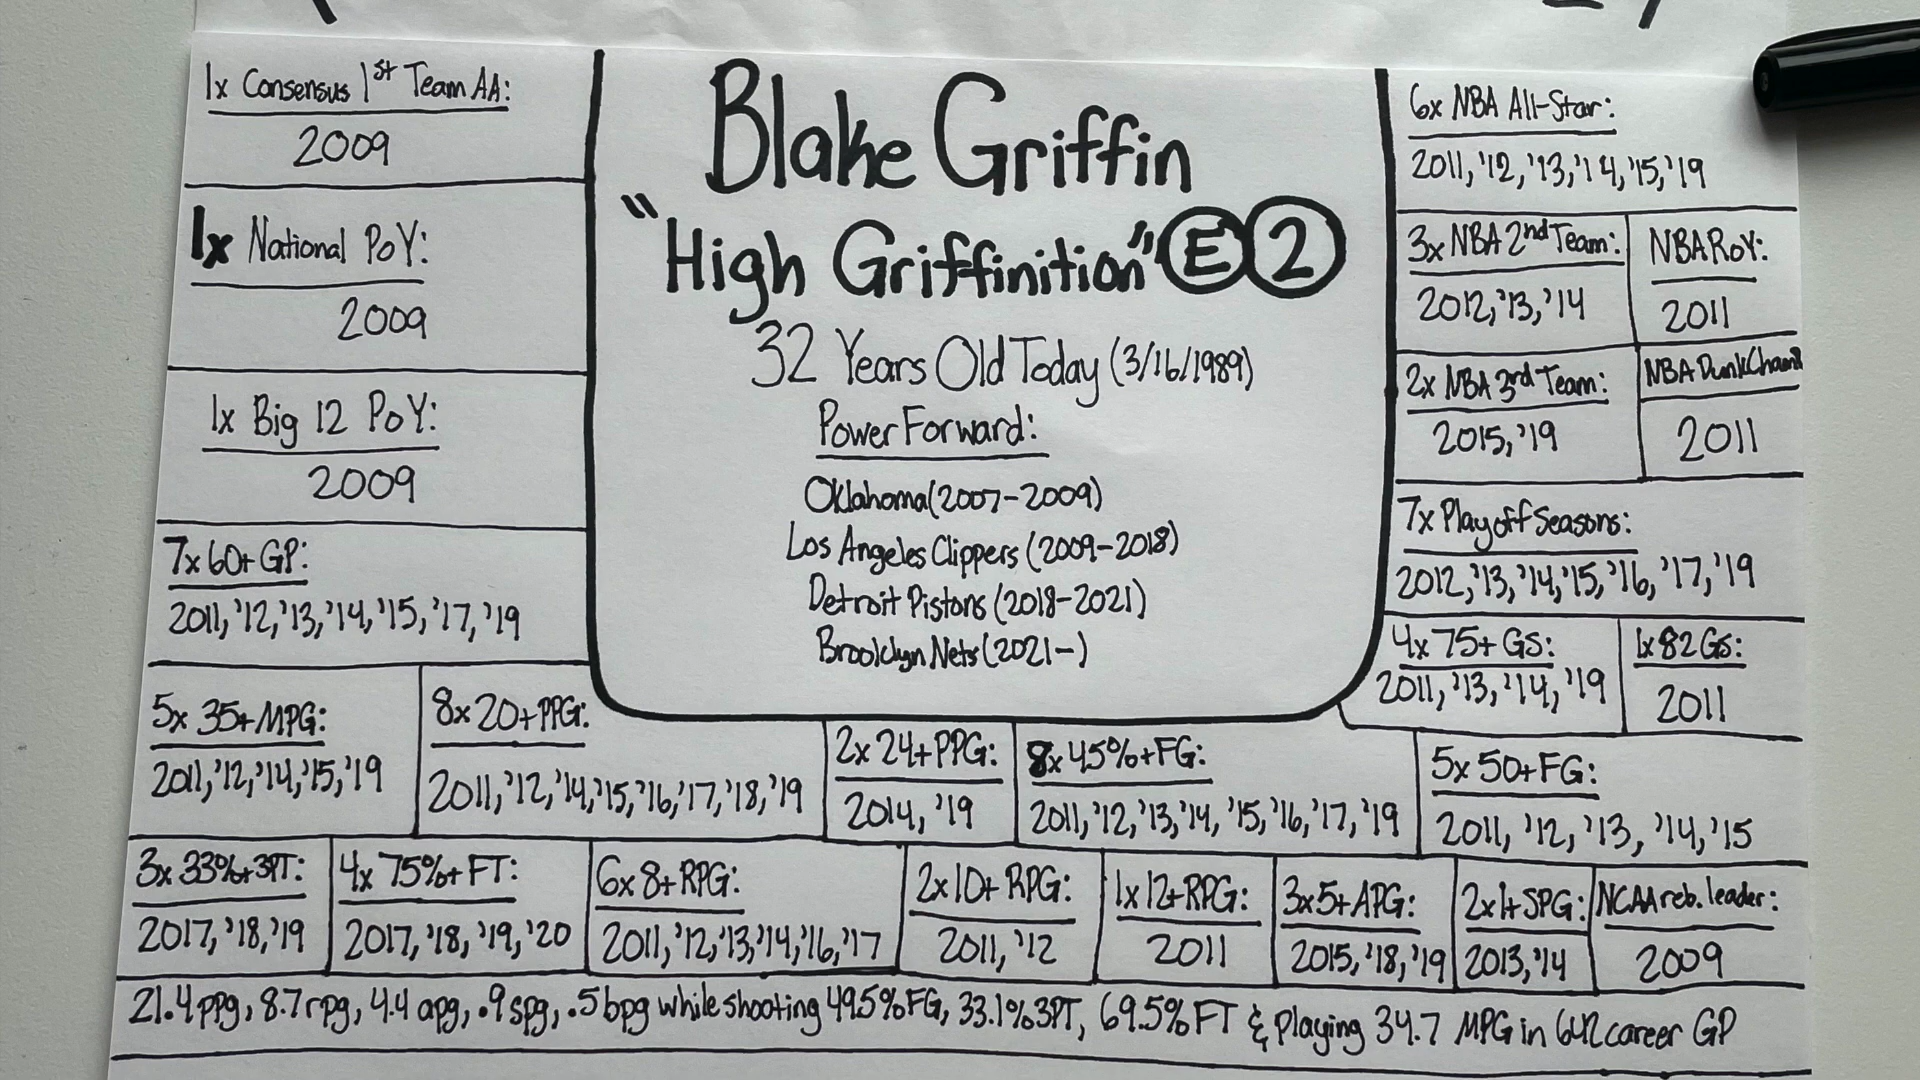 1x Consensus 1st Team AA:
2009
1x National PoY:
2009
1x Big 12 PoY:
2009
7x 60+ GP:
2011, '12, '13, '14, '15, '17, '19
Blake Griffin
"High Griffinition" E 2
32 Years Old Today (3/16/1989)
Power Forward:
Oklahoma (2007-2009)
Los Angeles Clippers (2009-2018)
Detroit Pistons (2018-2021)
Brooklyn Nets (2021-)
6x NBA All-Star:
2011, '12, '13, '14, '15, '19
3x NBA 2nd Team:
2012, '13, '14
NBA RoY:
2011
2x NBA 3rd Team:
2015, '19
NBA Dunk Champ
2011
7x Playoff Seasons:
2012, '13, '14, '15, '16, '17, '19
4x 75+ GS:
2011, '13, '14, '19
1x 82 GS:
2011
5x 35+ MPG:
2011, '12, '14, '15, '19
8x 20+ PPG:
2011, '12, '14, '15, '16, '17, '18, '19
2x 24+ PPG:
2014, '19
8x 45%+ FG:
2011, '12, '13, '14, '15, '16, '17, '19
5x 50+ FG:
2011, '12, '13, '14, '15
3x 33%+ 3PT:
2017, '18, '19
4x 75%+ FT:
2017, '18, '19, '20
6x 8+ RPG:
2011, '12, '13, '14, '16, '17
2x 10+ RPG:
2011, '12
1x 12+ RPG:
2011
3x 5+ APG:
2015, '18, '19
2x 1+ SPG:
2013, '14
NCAA reb. leader:
2009
21.4 ppg, 8.7 rpg, 4.4 apg, .9 spg, .5 bpg while shooting 49.5% FG, 33.1% 3PT, 69.5% FT & playing 34.7 MPG in 642 career GP